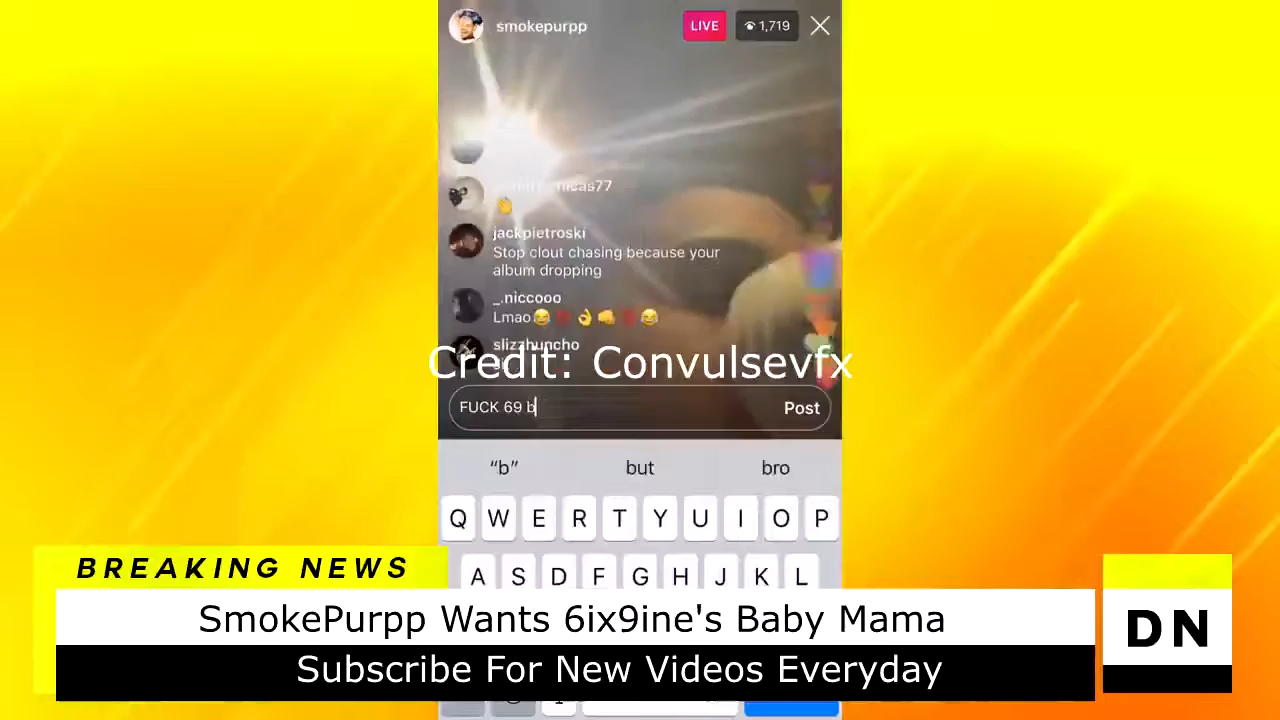 smokepurpp
LIVE
1,719
jackpietroski
Stop clout chasing because your
album dropping
_.niccooo
Lmao😂👌👊😂
slizzhuncho
Credit: Convulsevfx
FUCK 69 b
Post
“b” but bro
Q W E R T Y U I O P
A S D F G H J K L
BREAKING NEWS
SmokePurpp Wants 6ix9ine's Baby Mama
Subscribe For New Videos Everyday
DN